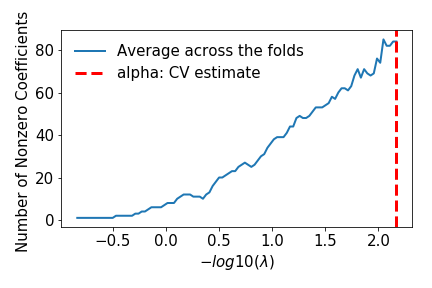 Number of Nonzero Coefficients
80
60
40
20
0
Average across the folds
alpha: CV estimate
−0.5 0.0 0.5 1.0 1.5 2.0
−log10(λ)